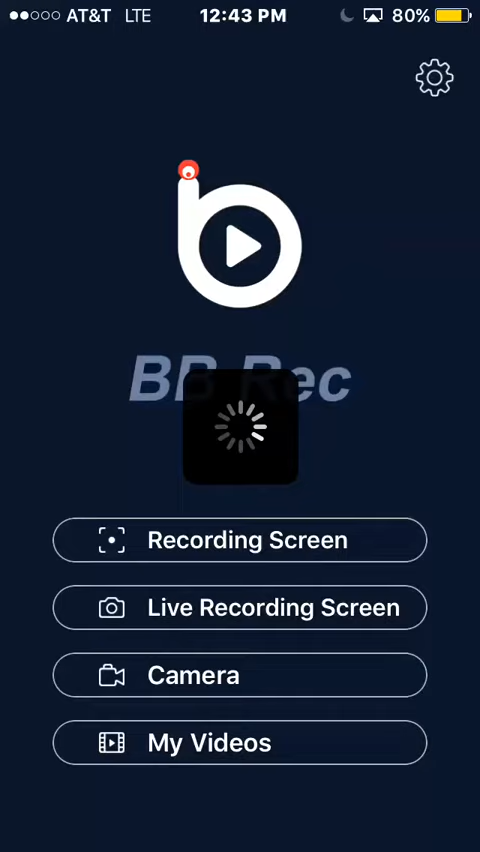 AT&T LTE 12:43 PM 80%
BB Rec
Recording Screen
Live Recording Screen
Camera
My Videos